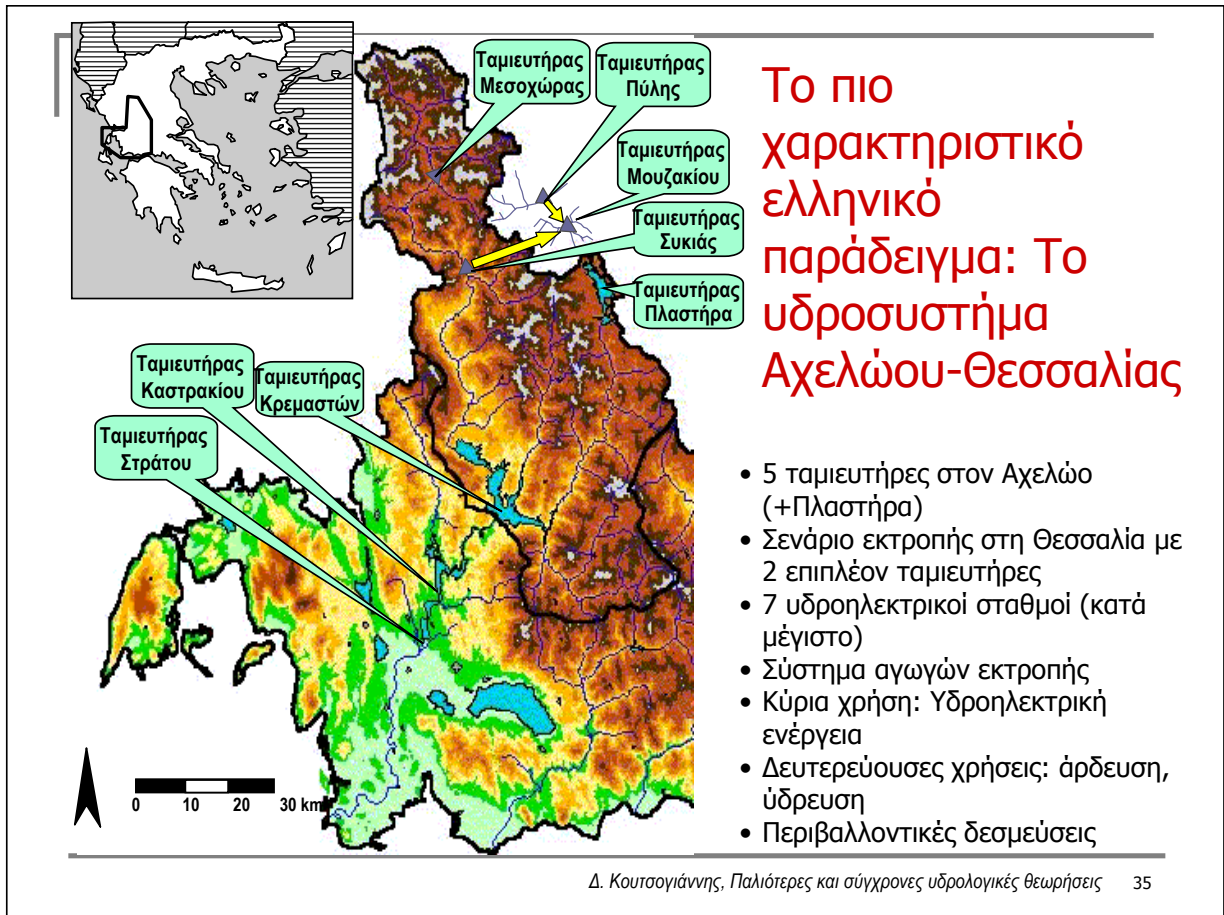 Ταμιευτήρας
Μεσοχώρας
Ταμιευτήρας
Πύλης
Ταμιευτήρας
Μουζακίου
Ταμιευτήρας
Συκιάς
Ταμιευτήρας
Πλαστήρα
Ταμιευτήρας
Καστρακίου
Ταμιευτήρας
Κρεμαστών
Ταμιευτήρας
Στράτου
0 10 20 30 km
Το πιο
χαρακτηριστικό
ελληνικό
παράδειγμα: Το
υδροσυστήμα
Αχελώου-Θεσσαλίας
• 5 ταμιευτήρες στον Αχελώο
(+Πλαστήρα)
• Σενάριο εκτροπής στη Θεσσαλία με
2 επιπλέον ταμιευτήρες
• 7 υδροηλεκτρικοί σταθμοί (κατά
μέγιστο)
• Σύστημα αγωγών εκτροπής
• Κύρια χρήση: Υδροηλεκτρική
ενέργεια
• Δευτερεύουσες χρήσεις: άρδευση,
ύδρευση
• Περιβαλλοντικές δεσμεύσεις
Δ. Κουτσογιάννης, Παλιότερες και σύγχρονες υδρολογικές θεωρήσεις 35